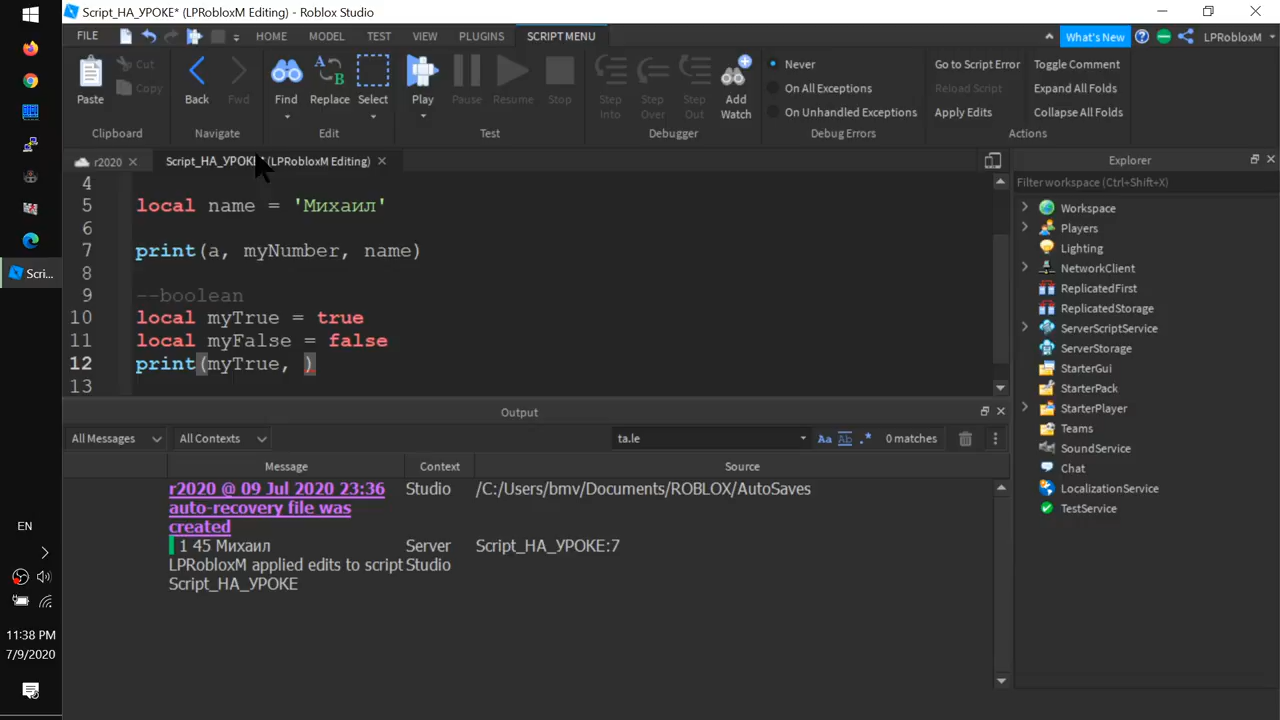 Script_НА_УРОКЕ* (LPRobloxM Editing) - Roblox Studio
FILE HOME MODEL TEST VIEW PLUGINS SCRIPT MENU What's New LPRobloxM
Paste Cut Copy Back Fwd Find Replace Select Play Pause Resume Stop Step Into Step Over Step Out Add Watch
Never Go to Script Error Toggle Comment
On All Exceptions Reload Script Expand All Folds
On Unhandled Exceptions Apply Edits Collapse All Folds
Clipboard Navigate Edit Test Debugger Debug Errors Actions
r2020 Script_НА_УРОКЕ* (LPRobloxM Editing)
4
5 local name = 'Михаил'
6
7 print(a, myNumber, name)
8
9 --boolean
10 local myTrue = true
11 local myFalse = false
12 print(myTrue, )
13
Output
All Messages All Contexts ta.le Aa Ab .* 0 matches
Message Context Source
r2020 @ 09 Jul 2020 23:36 Studio /C:/Users/bmv/Documents/ROBLOX/AutoSaves
auto-recovery file was
created
1 45 Михаил Server Script_НА_УРОКЕ:7
LPRobloxM applied edits to script Studio
Script_НА_УРОКЕ
Explorer
Filter workspace (Ctrl+Shift+X)
Workspace
Players
Lighting
NetworkClient
ReplicatedFirst
ReplicatedStorage
ServerScriptService
ServerStorage
StarterGui
StarterPack
StarterPlayer
Teams
SoundService
Chat
LocalizationService
TestService
Scri...
EN
11:38 PM
7/9/2020